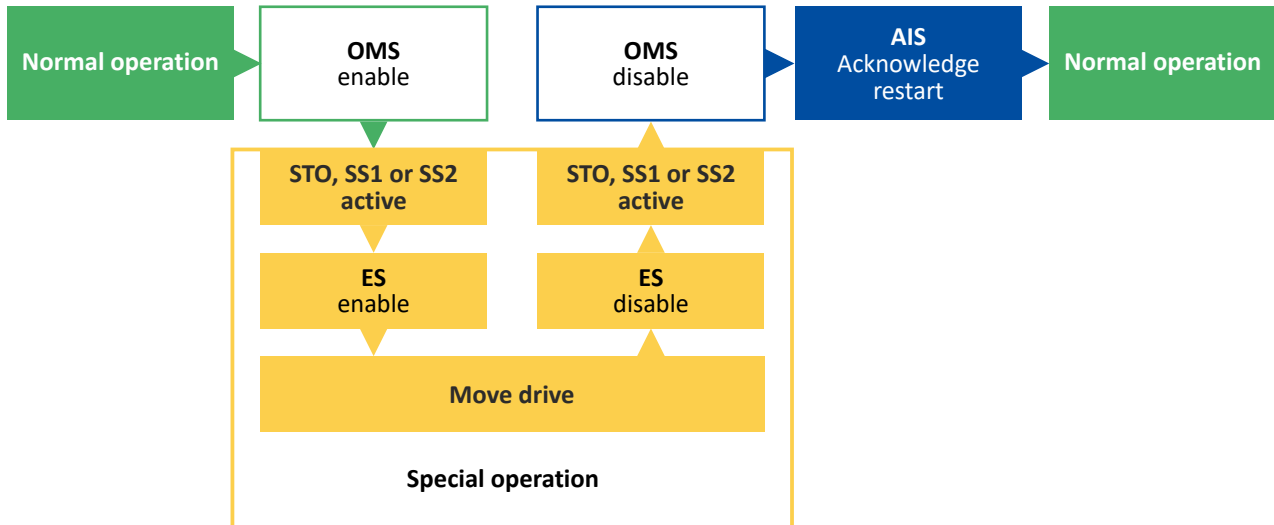 Normal operation
OMS
enable
OMS
disable
AIS
Acknowledge
restart
Normal operation
STO, SS1 or SS2
active
STO, SS1 or SS2
active
ES
enable
ES
disable
Move drive
Special operation